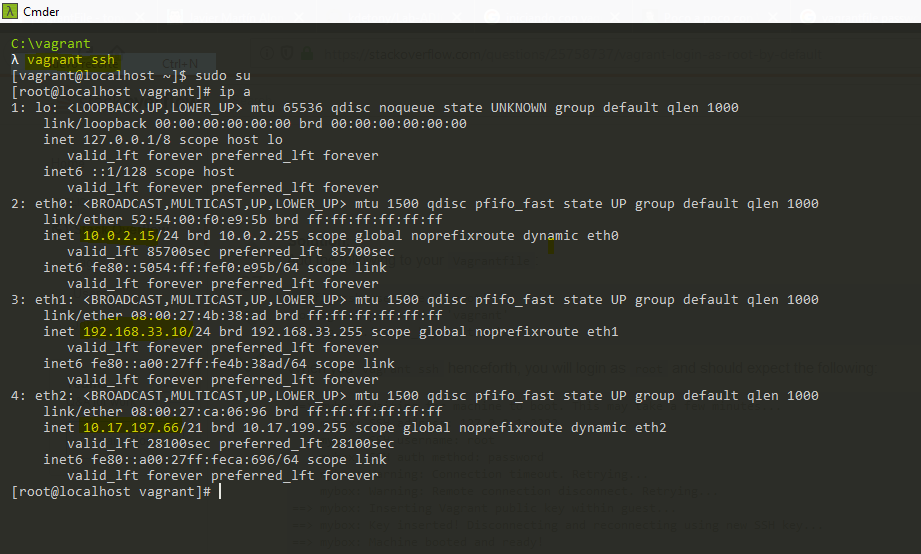 Cmder
C:\vagrant
λ vagrant ssh
[vagrant@localhost ~]$ sudo su
[root@localhost vagrant]# ip a
1: lo: <LOOPBACK,UP,LOWER_UP> mtu 65536 qdisc noqueue state UNKNOWN group default qlen 1000
    link/loopback 00:00:00:00:00:00 brd 00:00:00:00:00:00
    inet 127.0.0.1/8 scope host lo
       valid_lft forever preferred_lft forever
    inet6 ::1/128 scope host
       valid_lft forever preferred_lft forever
2: eth0: <BROADCAST,MULTICAST,UP,LOWER_UP> mtu 1500 qdisc pfifo_fast state UP group default qlen 1000
    link/ether 52:54:00:f0:e9:5b brd ff:ff:ff:ff:ff:ff
    inet 10.0.2.15/24 brd 10.0.2.255 scope global noprefixroute dynamic eth0
       valid_lft 85700sec preferred_lft 85700sec
    inet6 fe80::5054:ff:fef0:e95b/64 scope link
       valid_lft forever preferred_lft forever
3: eth1: <BROADCAST,MULTICAST,UP,LOWER_UP> mtu 1500 qdisc pfifo_fast state UP group default qlen 1000
    link/ether 08:00:27:4b:38:ad brd ff:ff:ff:ff:ff:ff
    inet 192.168.33.10/24 brd 192.168.33.255 scope global noprefixroute eth1
       valid_lft forever preferred_lft forever
    inet6 fe80::a00:27ff:fe4b:38ad/64 scope link
       valid_lft forever preferred_lft forever
4: eth2: <BROADCAST,MULTICAST,UP,LOWER_UP> mtu 1500 qdisc pfifo_fast state UP group default qlen 1000
    link/ether 08:00:27:ca:06:96 brd ff:ff:ff:ff:ff:ff
    inet 10.17.197.66/21 brd 10.17.199.255 scope global noprefixroute dynamic eth2
       valid_lft 28100sec preferred_lft 28100sec
    inet6 fe80::a00:27ff:feca:696/64 scope link
       valid_lft forever preferred_lft forever
[root@localhost vagrant]#